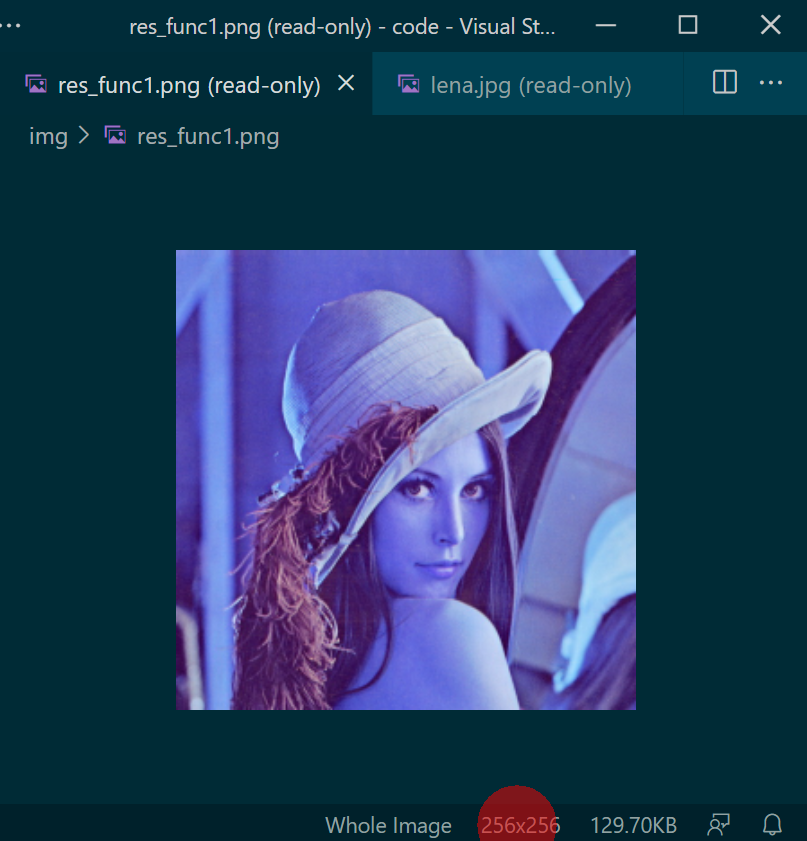 res_func1.png (read-only) - code - Visual St...
res_func1.png (read-only) lena.jpg (read-only)
img > res_func1.png
Whole Image 256x256 129.70KB